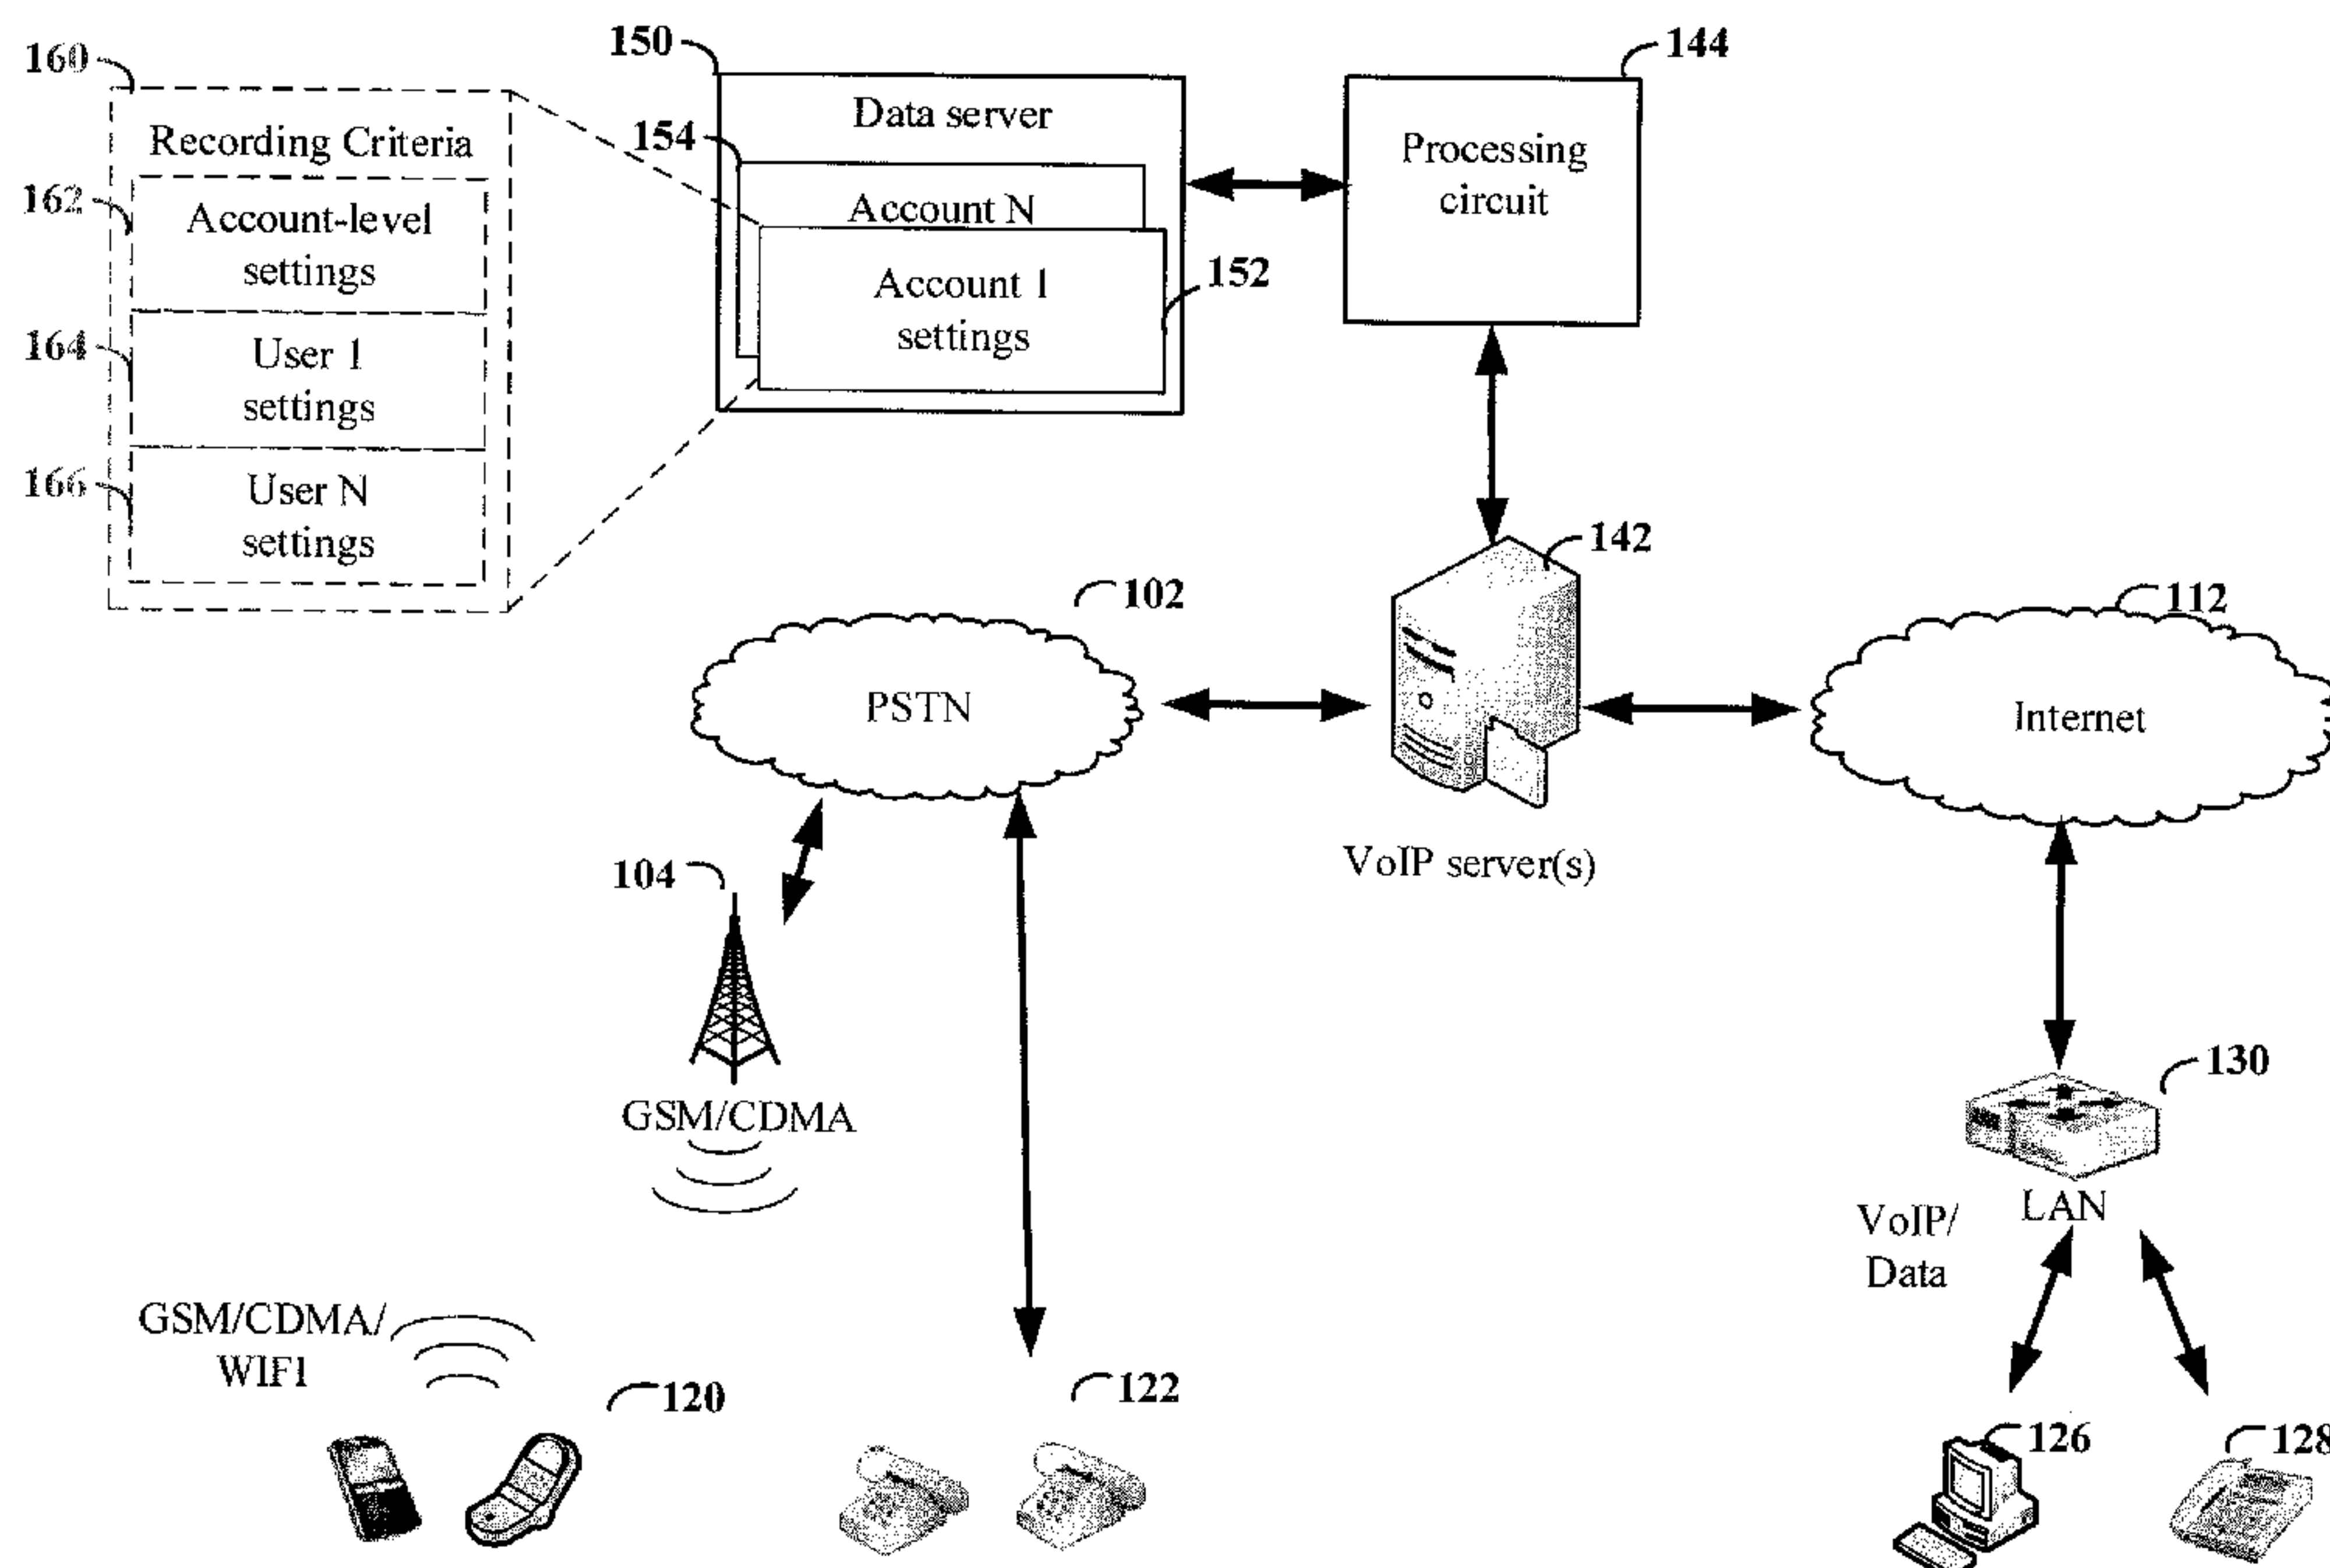 160
Recording Criteria
162
Account-level
settings
164
User 1
settings
166
User N
settings
150
Data server
154
Account N
Account 1
settings
152
144
Processing
circuit
142
VoIP server(s)
102
PSTN
112
Internet
104
GSM/CDMA
130
LAN
VoIP/
Data
GSM/CDMA/
WIFI
120
122
126
128